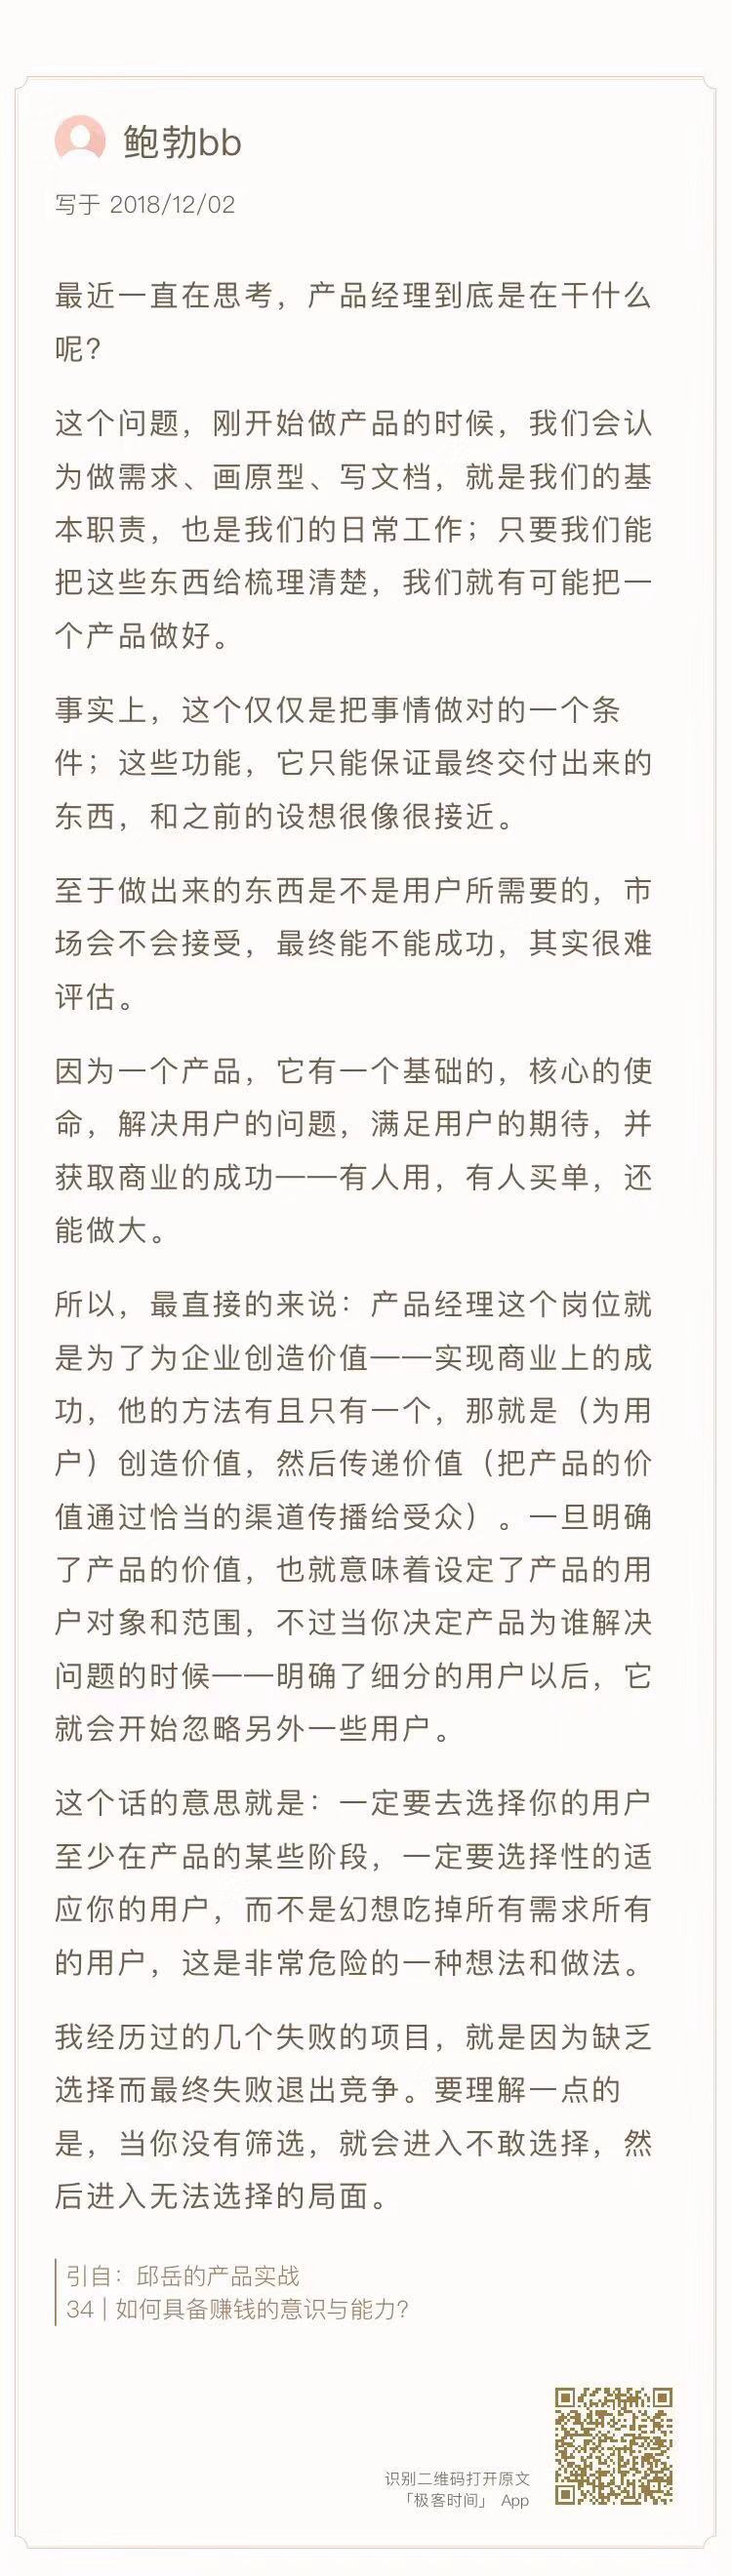 鲍勃bb
写于 2018/12/02
最近一直在思考，产品经理到底是在干什么
呢？
这个问题，刚开始做产品的时候，我们会认
为做需求、画原型、写文档，就是我们的基
本职责，也是我们的日常工作；只要我们能
把这些东西给梳理清楚，我们就有可能把一
个产品做好。
事实上，这个仅仅是把事情做对的一个条
件；这些功能，它只能保证最终交付出来的
东西，和之前的设想很像很接近。
至于做出来的东西是不是用户所需要的，市
场会不会接受，最终能不能成功，其实很难
评估。
因为一个产品，它有一个基础的，核心的使
命，解决用户的问题，满足用户的期待，并
获取商业的成功——有人用，有人买单，还
能做大。
所以，最直接的来说：产品经理这个岗位就
是为了为企业创造价值——实现商业上的成
功，他的方法有且只有一个，那就是（为用
户）创造价值，然后传递价值（把产品的价
值通过恰当的渠道传播给受众）。一旦明确
了产品的价值，也就意味着设定了产品的用
户对象和范围，不过当你决定产品为谁解决
问题的时候——明确了细分的用户以后，它
就会开始忽略另外一些用户。
这个话的意思就是：一定要去选择你的用户
至少在产品的某些阶段，一定要选择性的适
应你的用户，而不是幻想吃掉所有需求所有
的用户，这是非常危险的一种想法和做法。
我经历过的几个失败的项目，就是因为缺乏
选择而最终失败退出竞争。要理解一点的
是，当你没有筛选，就会进入不敢选择，然
后进入无法选择的局面。
引自：邱岳的产品实战
34 | 如何具备赚钱的意识与能力？
识别二维码打开原文
「极客时间」 App